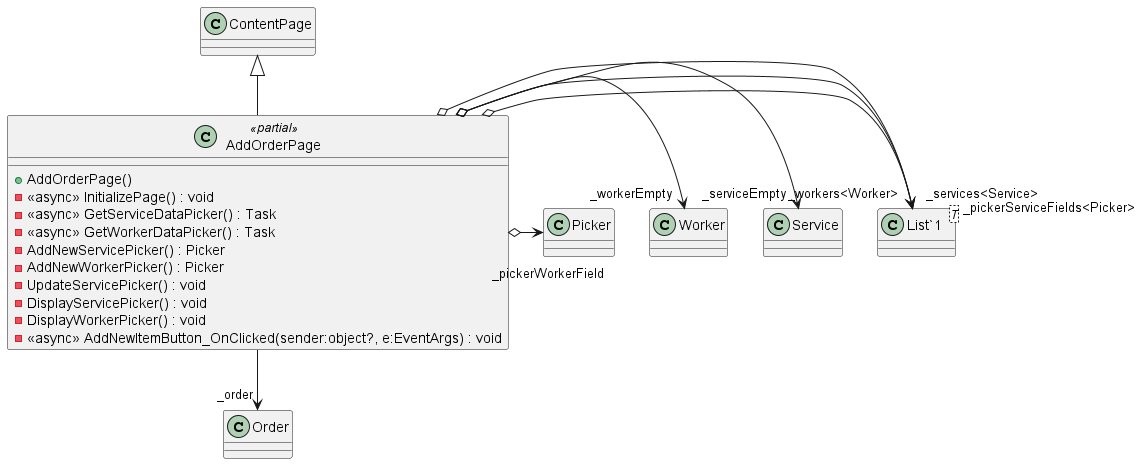 C ContentPage
«partial»
C AddOrderPage
AddOrderPage()
«async» InitializePage() : void
«async» GetServiceDataPicker() : Task
«async» GetWorkerDataPicker() : Task
AddNewServicePicker() : Picker
AddNewWorkerPicker() : Picker
UpdateServicePicker() : void
DisplayServicePicker() : void
DisplayWorkerPicker() : void
«async» AddNewItemButton_OnClicked(sender:object?, e:EventArgs) : void
_workerEmpty
_serviceEmpty
_workers<Worker>
_services<Service>
_pickerServiceFields<Picker>
C Picker
C Worker
C Service
C List`1
T
_pickerWorkerField
_order
C Order